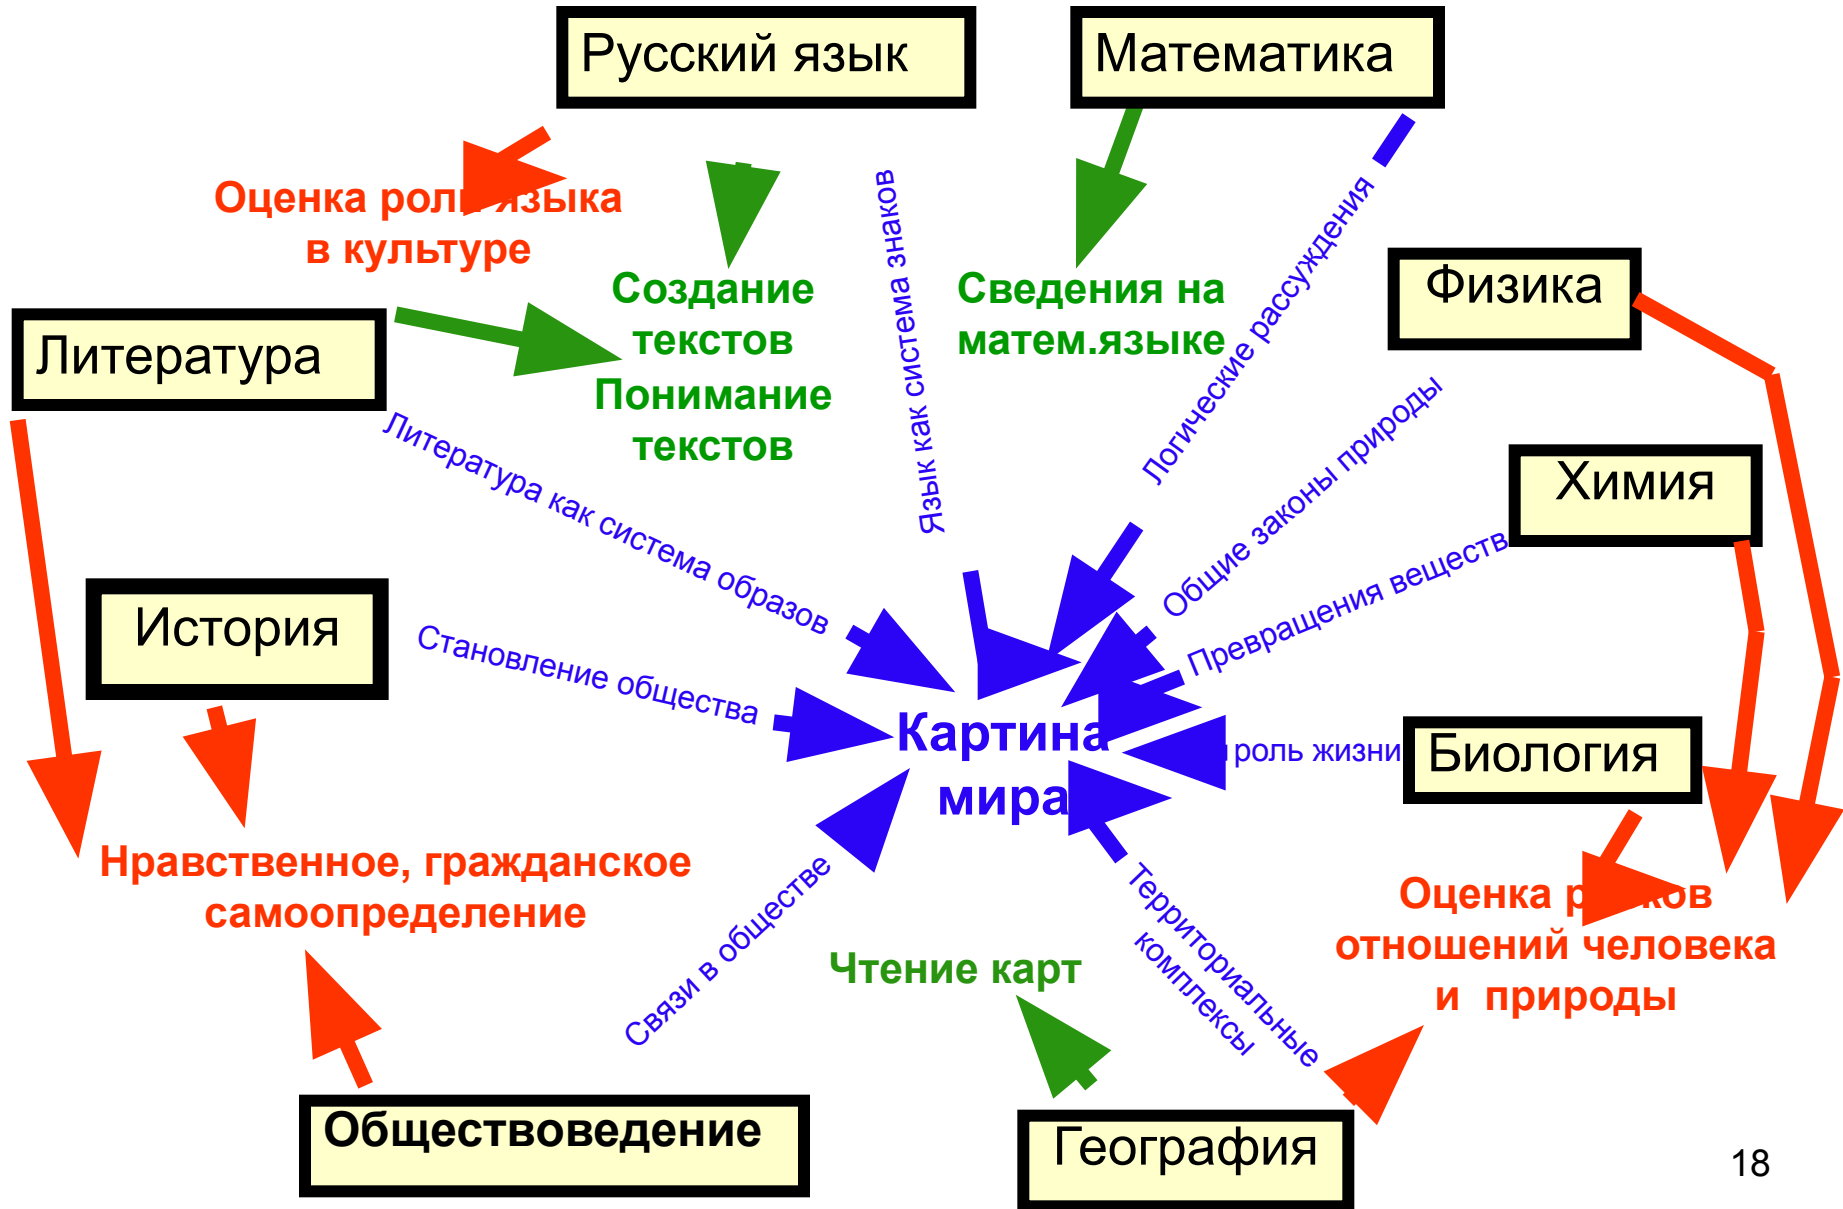 Русский язык
Математика
Оценка роли языка
в культуре
Создание
текстов
Понимание
текстов
Язык как система знаков
Сведения на
матем.языке
Логические рассуждения
Физика
Литература
Литература как система образов
Общие законы природы
Химия
Превращения веществ
История
Становление общества
Картина
мира
роль жизни
Биология
Нравственное, гражданское
самоопределение
Связи в обществе
Чтение карт
Территориальные
комплексы
Оценка рисков
отношений человека
и природы
Обществоведение
География
18